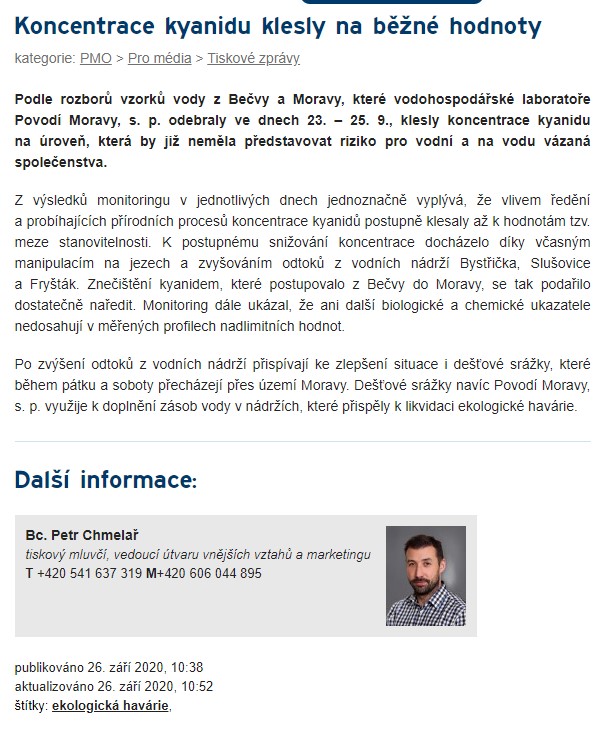 Koncentrace kyanidu klesly na běžné hodnoty
kategorie: PMO > Pro média > Tiskové zprávy
Podle rozborů vzorků vody z Bečvy a Moravy, které vodohospodářské laboratoře
Povodí Moravy, s. p. odebraly ve dnech 23. – 25. 9., klesly koncentrace kyanidu
na úroveň, která by již neměla představovat riziko pro vodní a na vodu vázaná
společenstva.
Z výsledků monitoringu v jednotlivých dnech jednoznačně vyplývá, že vlivem ředění
a probíhajících přírodních procesů koncentrace kyanidů postupně klesaly až k hodnotám tzv.
meze stanovitelnosti. K postupnému snižování koncentrace docházelo díky včasným
manipulacím na jezech a zvyšováním odtoků z vodních nádrží Bystřička, Slušovice
a Fryšták. Znečištění kyanidem, které postupovalo z Bečvy do Moravy, se tak podařilo
dostatečně naředit. Monitoring dále ukázal, že ani další biologické a chemické ukazatele
nedosahují v měřených profilech nadlimitních hodnot.
Po zvýšení odtoků z vodních nádrží přispívají ke zlepšení situace i dešťové srážky, které
během pátku a soboty přecházejí přes území Moravy. Dešťové srážky navíc Povodí Moravy,
s. p. využije k doplnění zásob vody v nádržích, které přispěly k likvidaci ekologické havárie.
Další informace:
Bc. Petr Chmelař
tiskový mluvčí, vedoucí útvaru vnějších vztahů a marketingu
T +420 541 637 319 M+420 606 044 895
publikováno 26. září 2020, 10:38
aktualizováno 26. září 2020, 10:52
štítky: ekologická havárie,